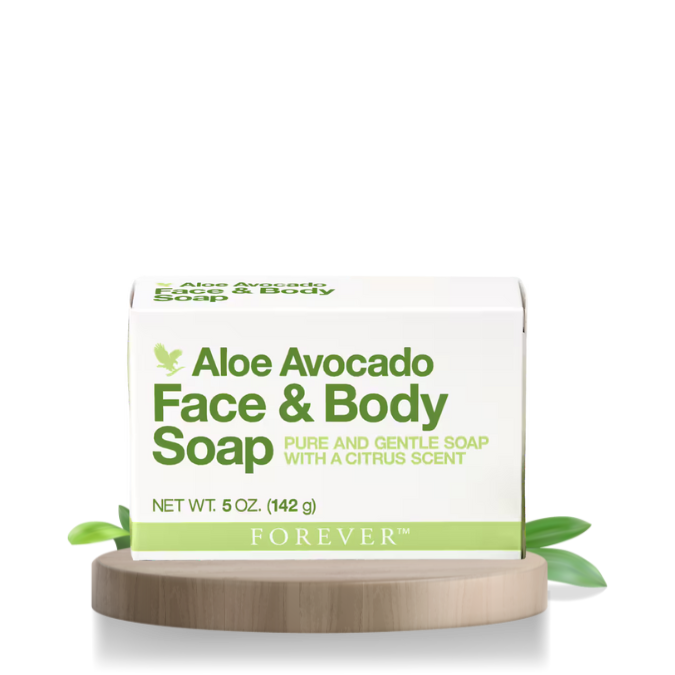 Aloe Avocado
Face & Body
Soap
Aloe Avocado
Face & Body
Soap
PURE AND GENTLE SOAP
WITH A CITRUS SCENT
NET WT. 5 OZ. (142 g)
FOREVER™